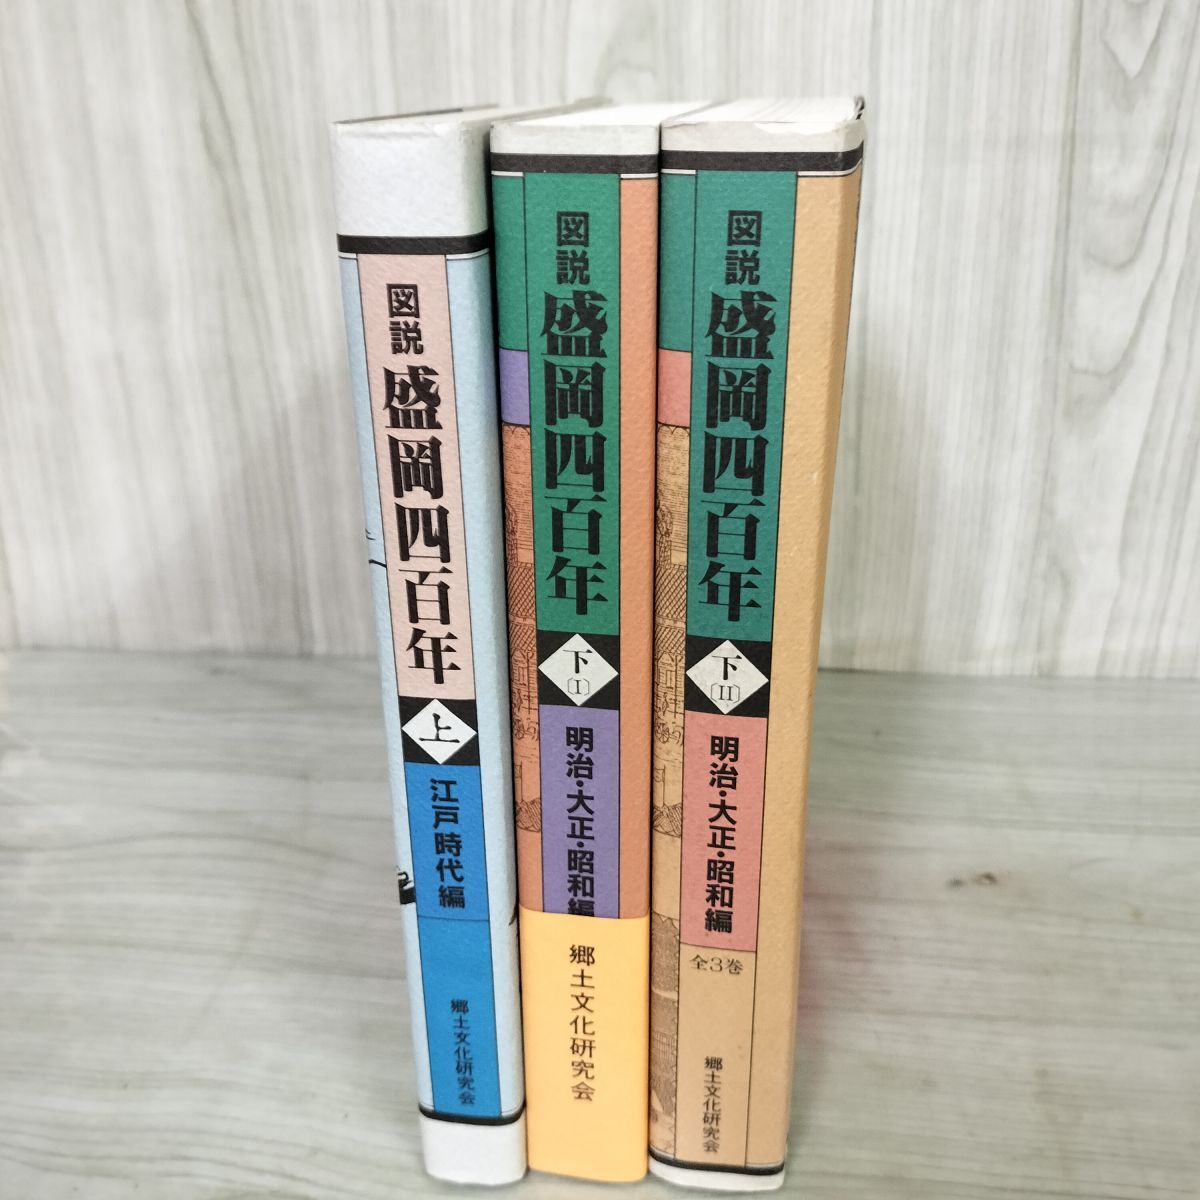 図説
盛岡四百年
上
江戸時代編
郷土文化研究会
図説
盛岡四百年
下
〔I〕
明治・大正・昭和編
郷土文化研究会
図説
盛岡四百年
下
〔II〕
明治・大正・昭和編
全3巻
郷土文化研究会